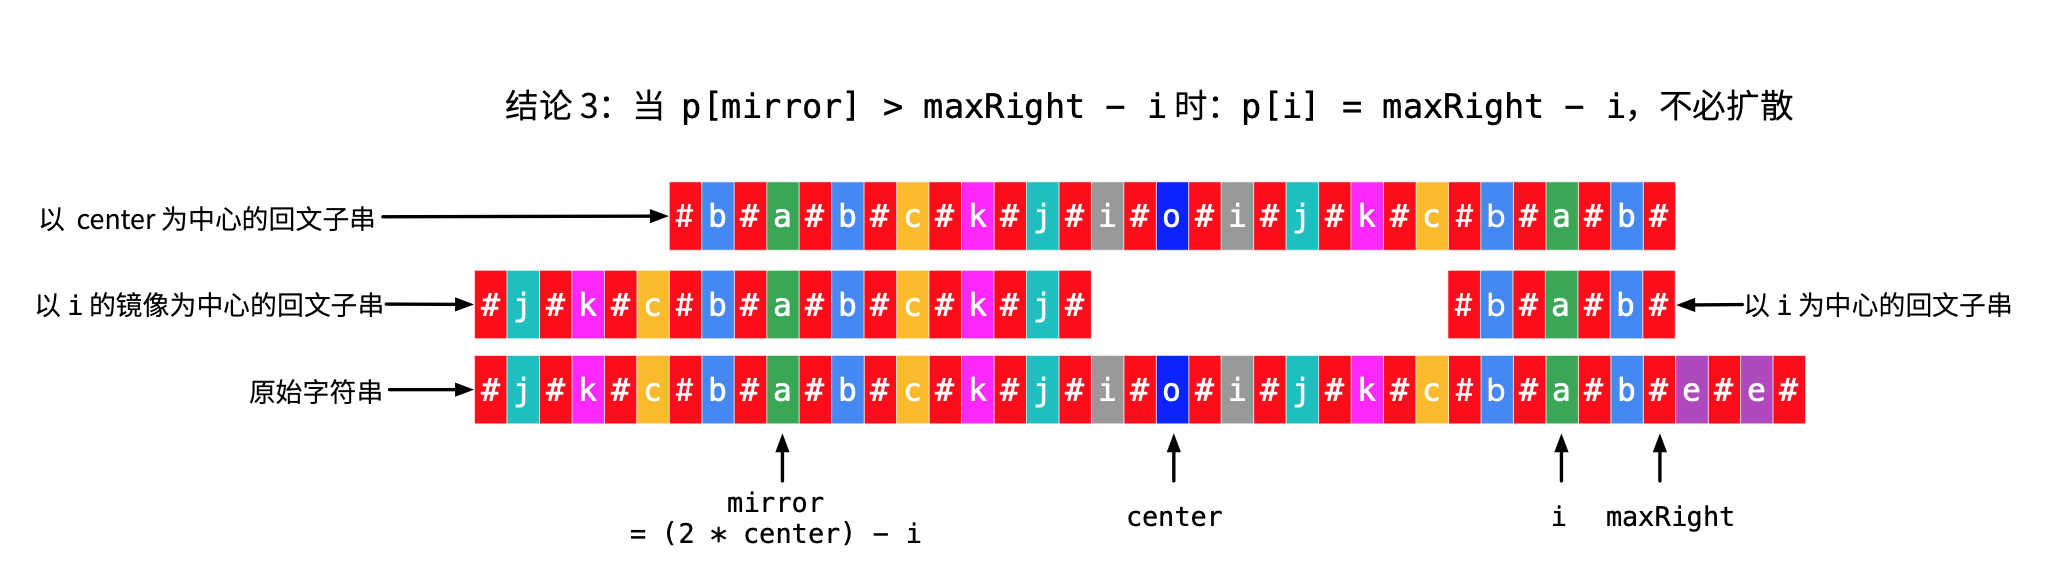 结论 3：当 p[mirror] > maxRight - i 时：p[i] = maxRight - i，不必扩散
以 center 为中心的回文子串 #b#a#b#c#k#j#i#o#i#j#k#c#b#a#b#
以 i 的镜像为中心的回文子串 #j#k#c#b#a#b#c#k#j# #b#a#b# 以 i 为中心的回文子串
原始字符串 #j#k#c#b#a#b#c#k#j#i#o#i#j#k#c#b#a#b#e#e#
mirror
= (2 * center) - i
center
i
maxRight